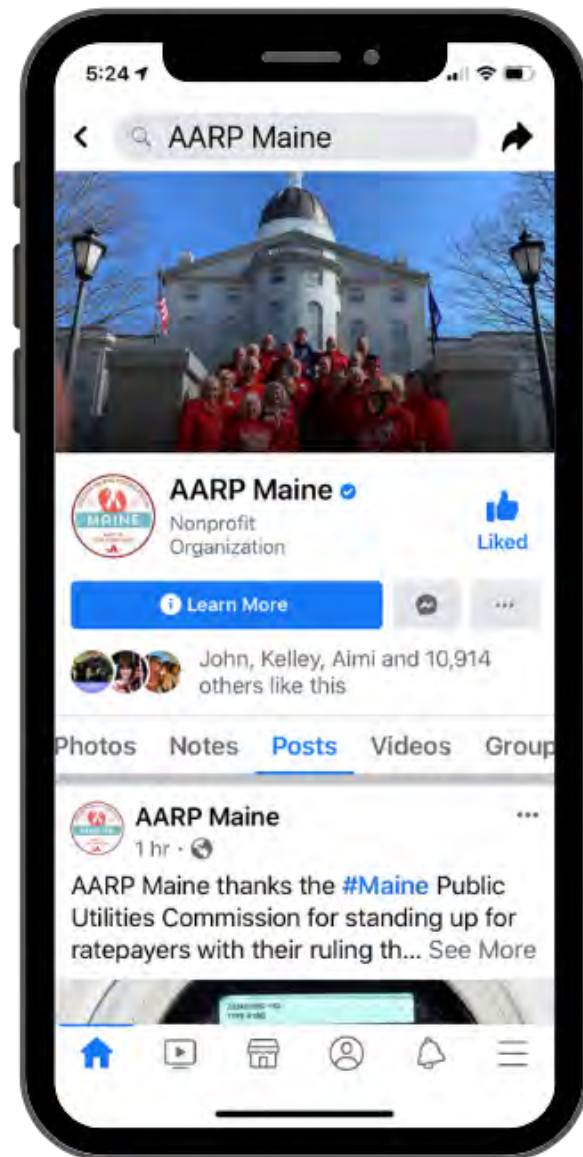 5:24
AARP Maine
AARP Maine
Nonprofit
Organization
Liked
Learn More
John, Kelley, Aimi and 10,914
others like this
Photos Notes Posts Videos Group
MAINE
AARP Maine
1 hr ·
AARP Maine thanks the #Maine Public
Utilities Commission for standing up for
ratepayers with their ruling th... See More